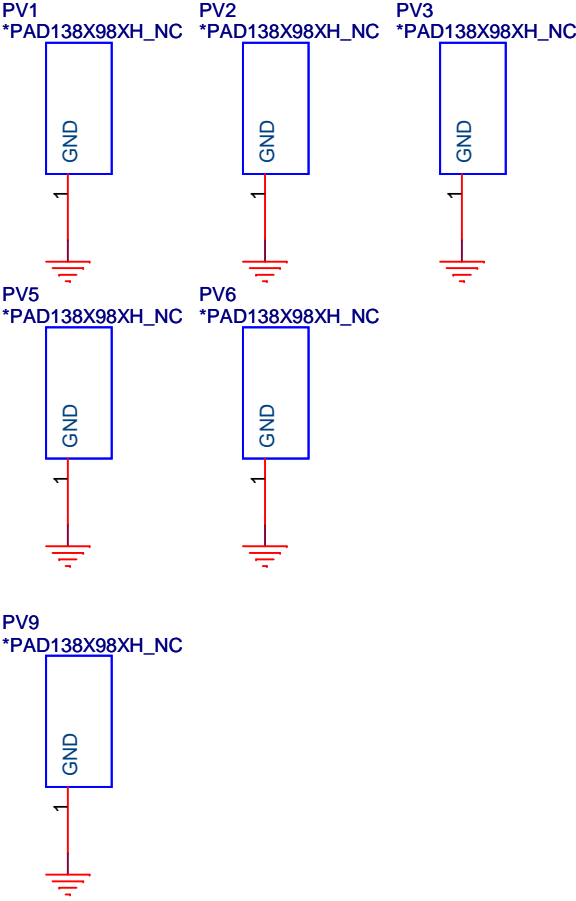 PV1 PV2 PV3
*PAD138X98XH_NC *PAD138X98XH_NC *PAD138X98XH_NC
GND GND GND
1 1 1
PV5 PV6
*PAD138X98XH_NC *PAD138X98XH_NC
GND GND
1 1
PV9
*PAD138X98XH_NC
GND
1